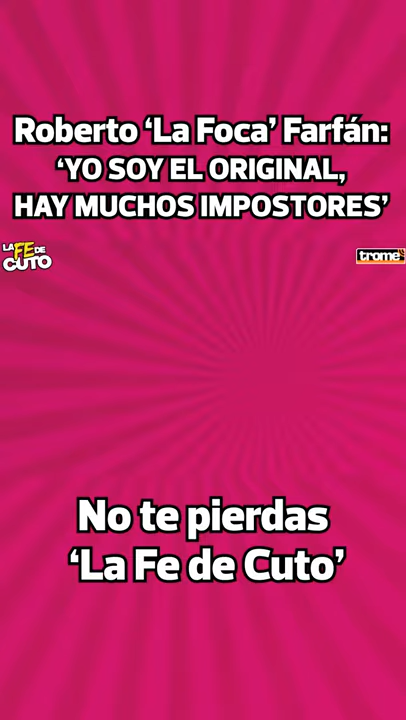 Roberto ‘La Foca’ Farfán:
‘YO SOY EL ORIGINAL,
HAY MUCHOS IMPOSTORES’
LA FE DE
CUTO
trome
No te pierdas
‘La Fe de Cuto’